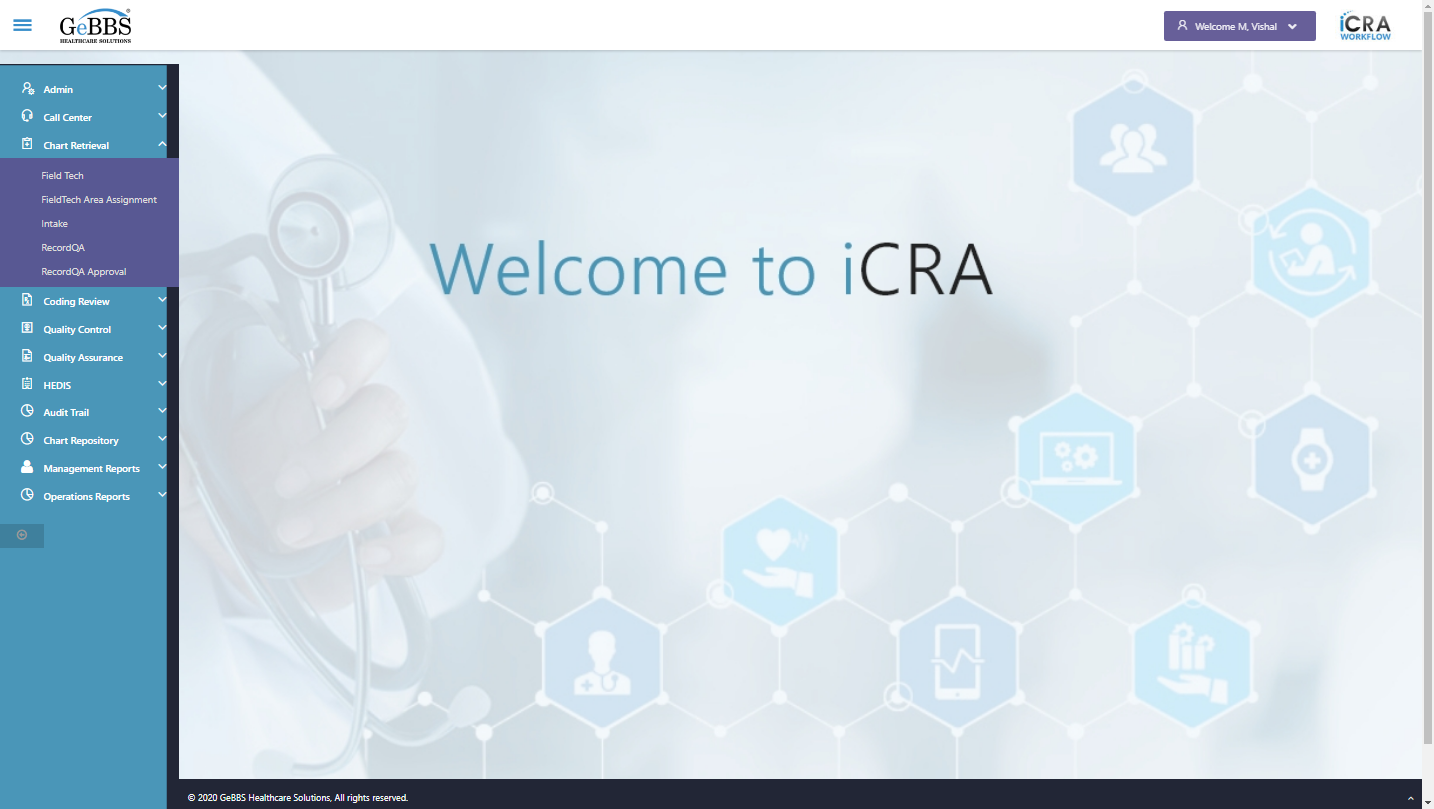 GeBBS
HEALTHCARE SOLUTIONS
Welcome M, Vishal
iCRA
WORKFLOW
Admin
Call Center
Chart Retrieval
Field Tech
FieldTech Area Assignment
Intake
RecordQA
RecordQA Approval
Coding Review
Quality Control
Quality Assurance
HEDIS
Audit Trail
Chart Repository
Management Reports
Operations Reports
Welcome to iCRA
© 2020 GeBBS Healthcare Solutions, All rights reserved.